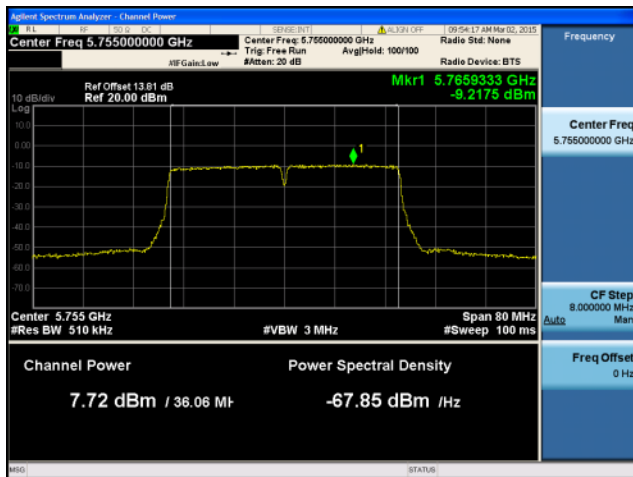 Agilent Spectrum Analyzer - Channel Power
RL RF 50 Ω DC SENSE:INT ALIGN OFF 09:54:17 AM Mar 02, 2015
Center Freq 5.755000000 GHz
Center Freq: 5.755000000 GHz Radio Std: None
Trig: Free Run Avg|Hold: 100/100
#IFGain:Low #Atten: 20 dB Radio Device: BTS
Frequency
Mkr1 5.7659333 GHz
-9.2175 dBm
Ref Offset 13.81 dB
10 dB/div Ref 20.00 dBm
Log
10.0
0.00
-10.0
-20.0
-30.0
-40.0
-50.0
-60.0
-70.0
1
Center Freq
5.755000000 GHz
Center 5.755 GHz Span 80 MHz
#Res BW 510 kHz #VBW 3 MHz #Sweep 100 ms
CF Step
8.000000 MHz
Auto Man
Freq Offset
0 Hz
Channel Power Power Spectral Density
7.72 dBm / 36.06 MH -67.85 dBm /Hz
MSG STATUS